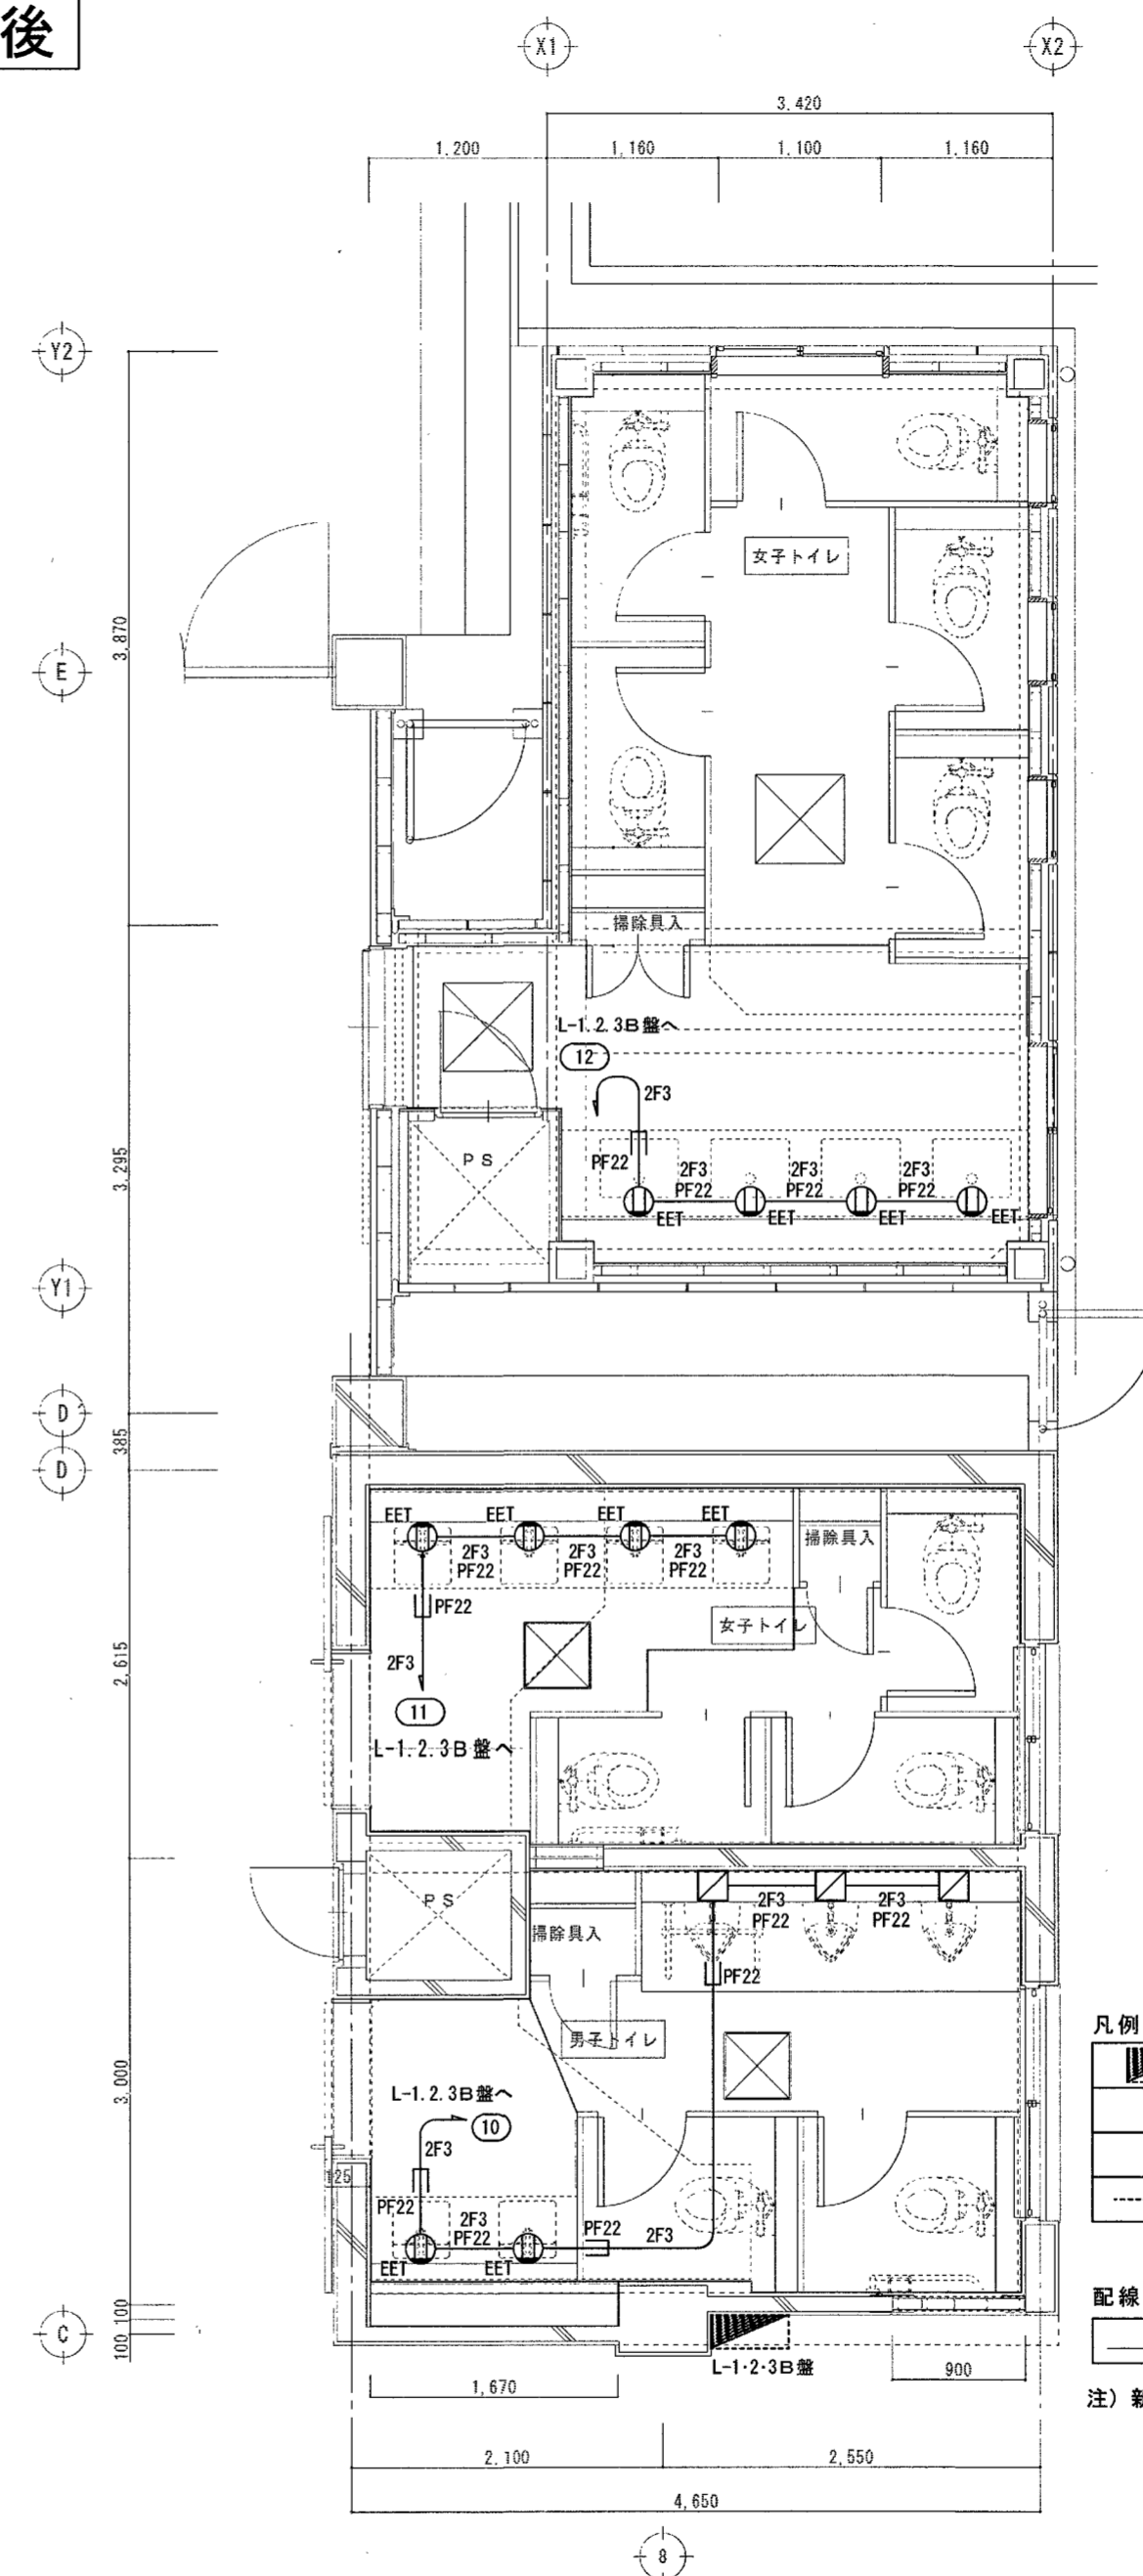 後
X1
X2
3,420
1,200
1,160
1,100
1,160
Y2
女子トイレ
3,870
E
掃除具入
L-1.2.3B盤へ
12
2F3
PS
PF22
2F3
PF22
2F3
PF22
2F3
PF22
EET
EET
EET
EET
3,295
Y1
D
385
D
EET
EET
EET
EET
2F3
PF22
2F3
PF22
2F3
PF22
掃除具入
PF22
女子トイレ
2F3
2,615
11
L-1.2.3B盤へ
PS
2F3
PF22
2F3
PF22
掃除具入
PF22
男子トイレ
凡例
3,000
L-1.2.3B盤へ
10
2F3
125
PF22
2F3
PF22
PF22
2F3
EET
EET
配線
100
100
C
L-1・2・3B盤
900
1,670
注)
2,100
2,550
4,650
8